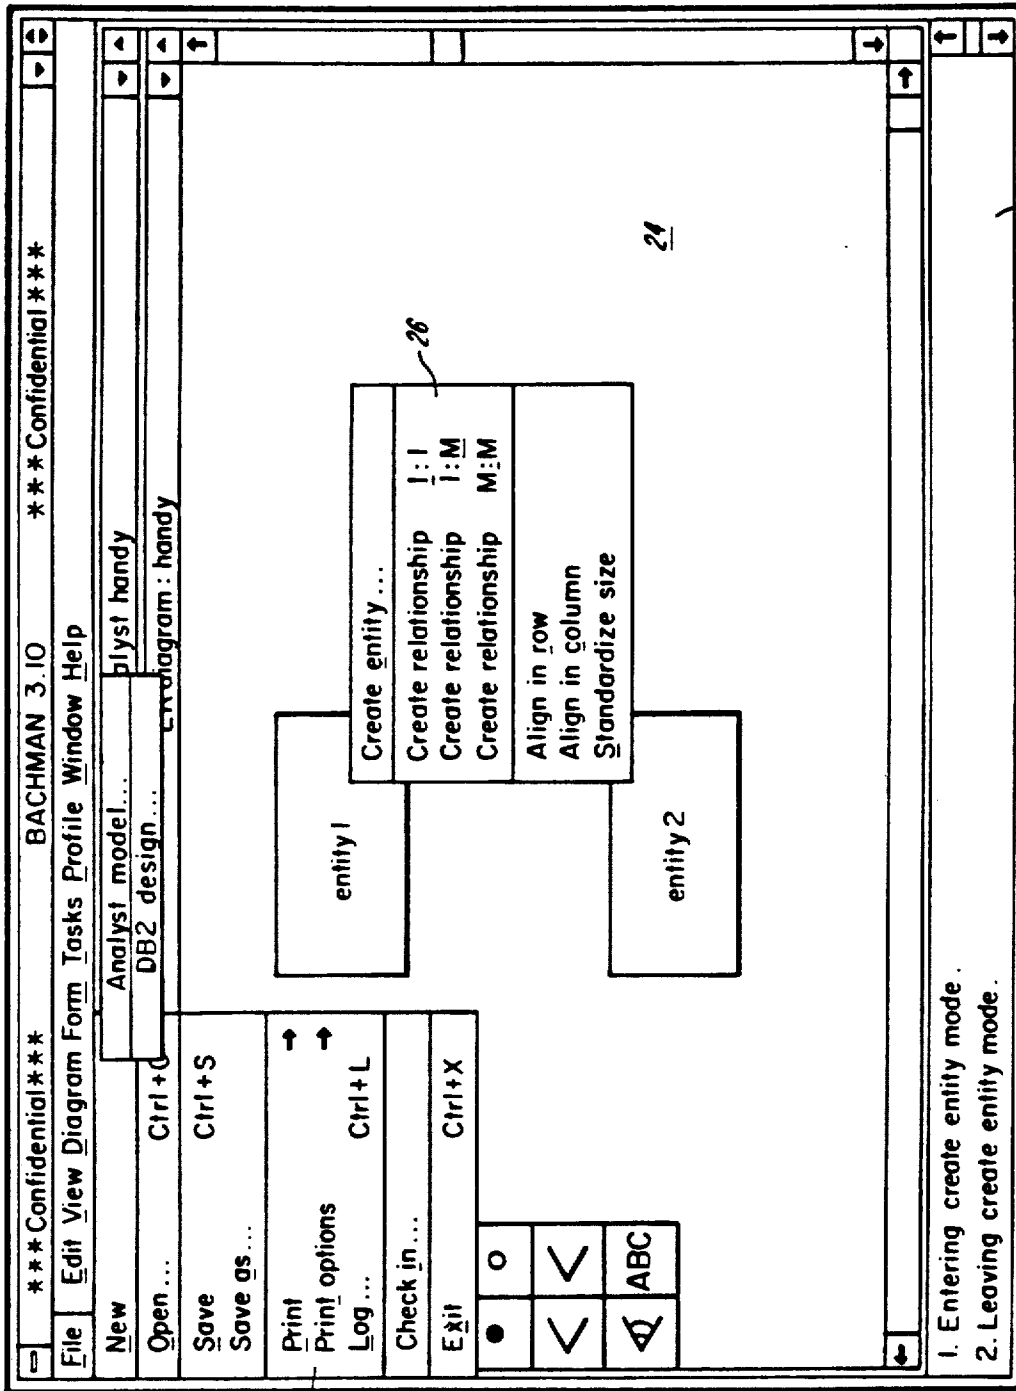 ***Confidential*** BACHMAN 3.10 ***Confidential***
File Edit View Diagram Form Tasks Profile Window Help
New
Analyst model...
alyst handy
Open... Ctrl+O
DB2 design...
ER diagram : handy
Save Ctrl+S
Save as...
Print
Print options
Log... Ctrl+L
Check in...
Exit Ctrl+X
ABC
entity1
entity2
Create entity...
Create relationship 1:1
Create relationship 1:M
Create relationship M:M
Align in row
Align in column
Standardize size
26
24
1. Entering create entity mode.
2. Leaving create entity mode.